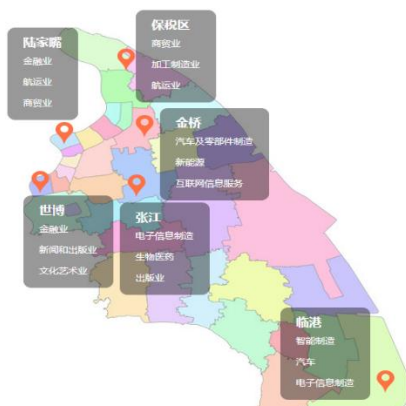 陆家嘴
金融业
航运业
商贸业
保税区
商贸业
加工制造业
航运业
金桥
汽车及零部件制造
新能源
互联网信息服务
世博
金融业
新闻和出版业
文化艺术业
张江
电子信息制造
生物医药
出版业
临港
智能制造
汽车
电子信息制造